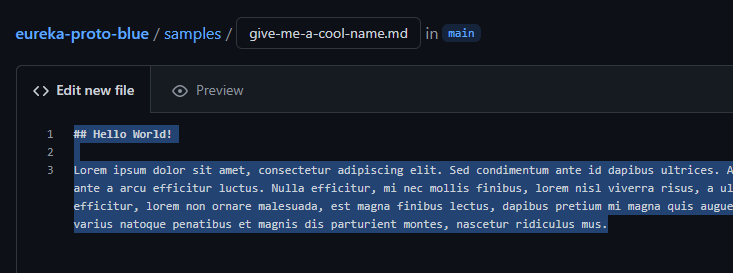 eureka-proto-blue / samples / give-me-a-cool-name.md in main
<> Edit new file Preview
1 ## Hello World!
2
3 Lorem ipsum dolor sit amet, consectetur adipiscing elit. Sed condimentum ante id dapibus ultrices. A
ante a arcu efficitur luctus. Nulla efficitur, mi nec mollis finibus, lorem nisl viverra risus, a ul
efficitur, lorem non ornare malesuada, est magna finibus lectus, dapibus pretium mi magna quis augue
varius natoque penatibus et magnis dis parturient montes, nascetur ridiculus mus.